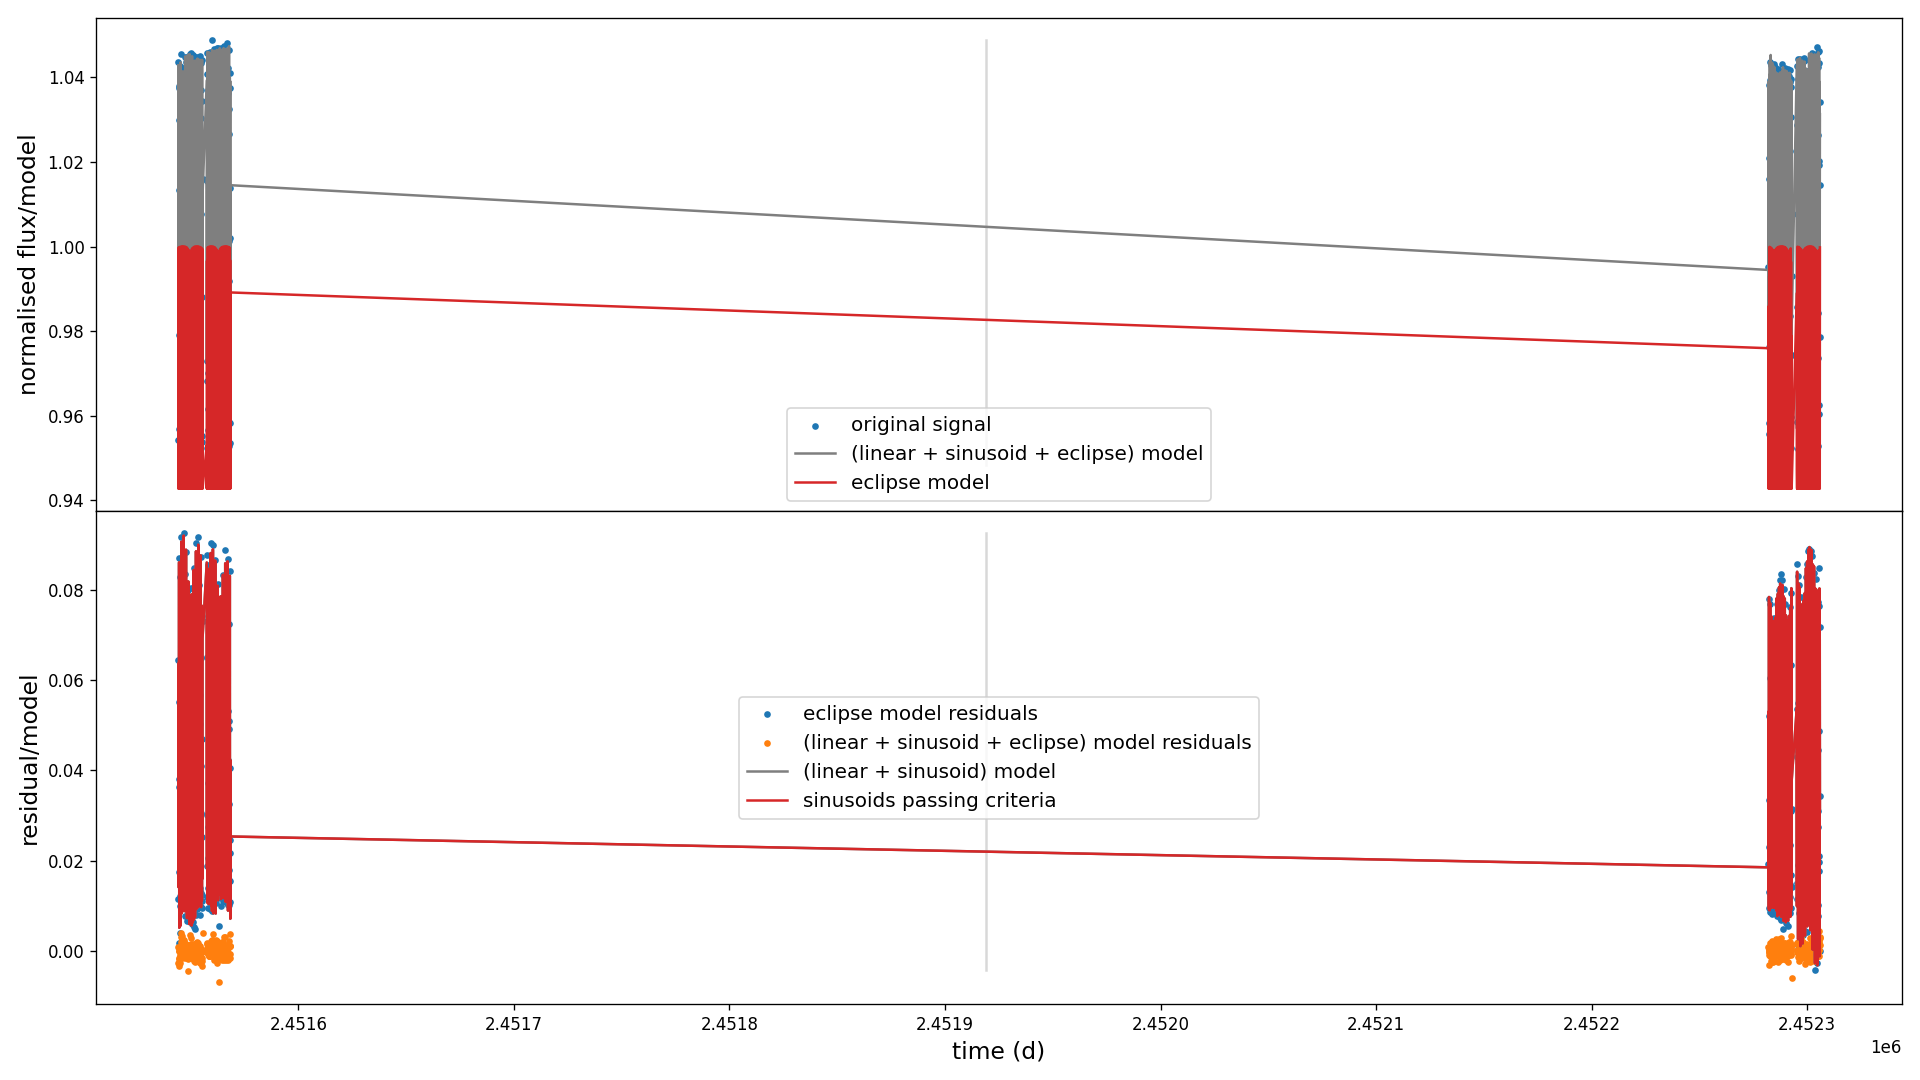 normalised flux/model
1.04
1.02
1.00
0.98
0.96
0.94
original signal
(linear + sinusoid + eclipse) model
eclipse model
residual/model
0.08
0.06
0.04
0.02
0.00
eclipse model residuals
(linear + sinusoid + eclipse) model residuals
(linear + sinusoid) model
sinusoids passing criteria
2.4516 2.4517 2.4518 2.4519 2.4520 2.4521 2.4522 2.4523
1e6
time (d)